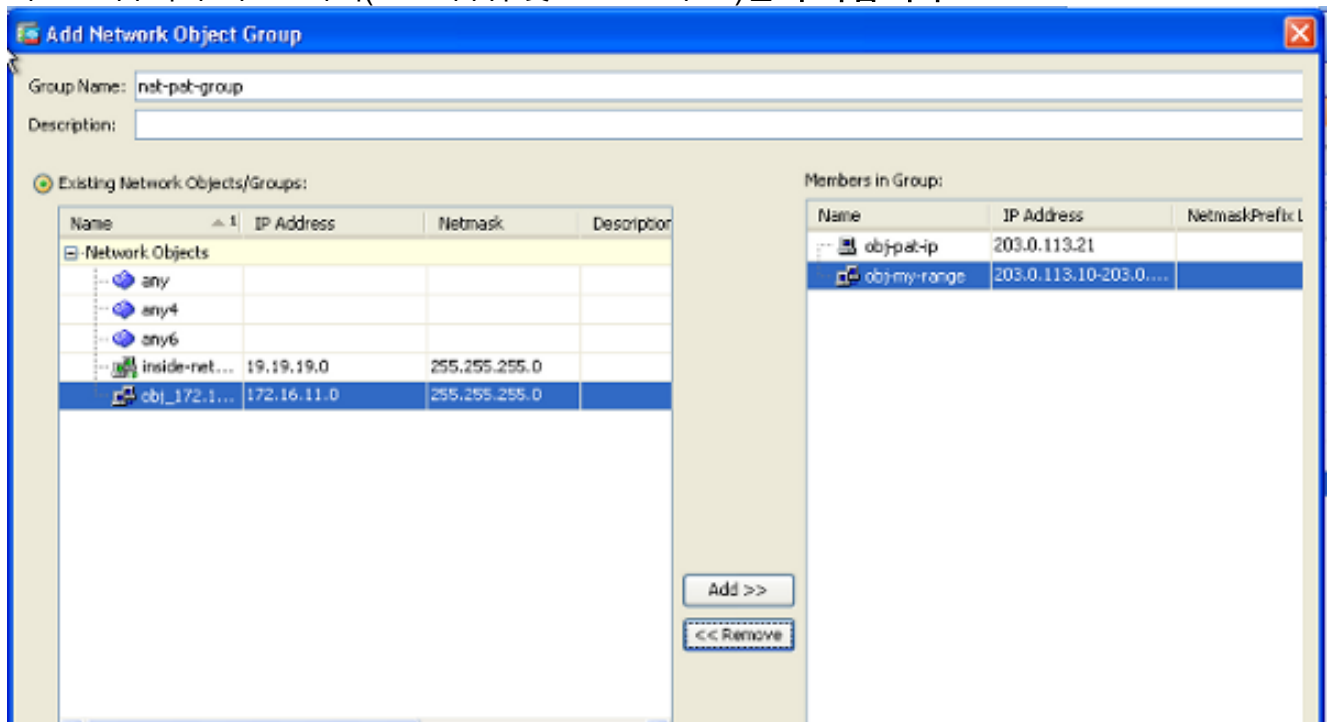 Add Network Object Group
Group Name: nat-pat-group
Description:
Existing Network Objects/Groups:
Name 1 IP Address Netmask Description
Network Objects
any
any4
any6
inside-net... 19.19.19.0 255.255.255.0
obj_172.1... 172.16.11.0 255.255.255.0
Add >>
<< Remove
Members in Group:
Name IP Address NetmaskPrefix L
obj-pat-ip 203.0.113.21
obj-my-range 203.0.113.10-203.0....